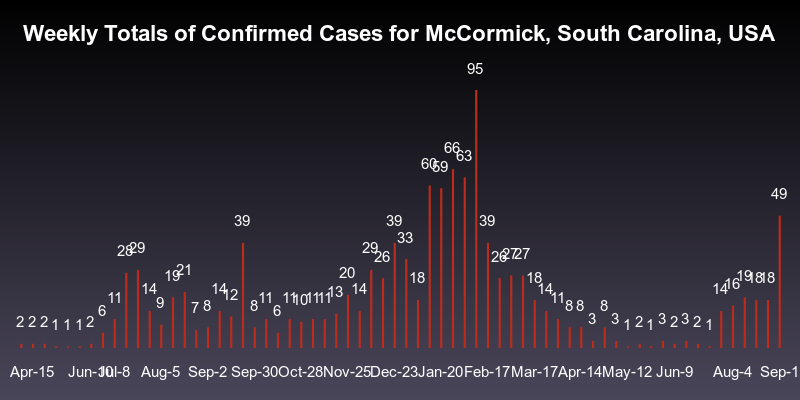 Weekly Totals of Confirmed Cases for McCormick, South Carolina, USA
2 2 2 1 1 1 2 6 11 28 29 14 9 19 21 7 8 14 12 39 8 11 6 11 10 11 11 13 20 14 29 26 39 33 18 60 59 66 63 95 39 26 27 27 18 14 11 8 8 3 8 3 1 2 1 3 2 3 2 1 14 16 19 18 18 49
Apr-15 Jun-10 Jul-8 Aug-5 Sep-2 Sep-30 Oct-28 Nov-25 Dec-23 Jan-20 Feb-17 Mar-17 Apr-14 May-12 Jun-9 Aug-4 Sep-1